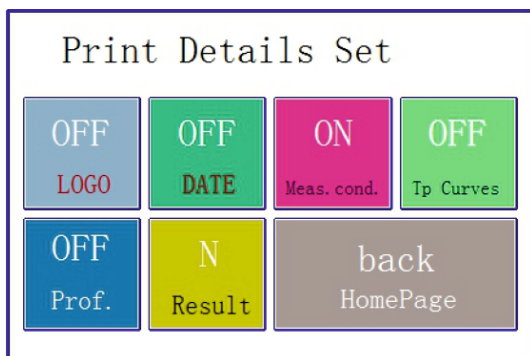 Print Details Set
OFF OFF ON OFF
LOGO DATE Meas.cond. Tp Curves
OFF N back
Prof. Result HomePage